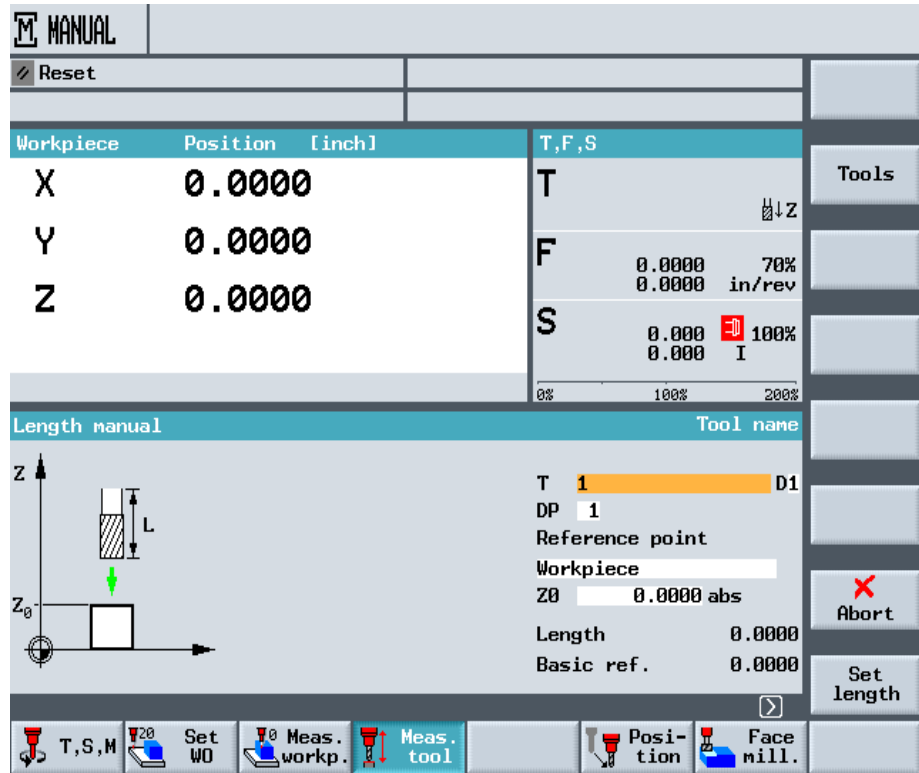 M MANUAL
Reset
Workpiece Position [inch]
X 0.0000
Y 0.0000
Z 0.0000
T,F,S
T
Z
F 0.0000 70%
0.0000 in/rev
S 0.000 100%
0.000 I
0% 100% 200%
Tools
Length manual Tool name
Z
L
Z0
T 1 D1
DP 1
Reference point
Workpiece
Z0 0.0000 abs
Length 0.0000
Basic ref. 0.0000
Abort
Set
length
T,S,M
20 Set
WO
0 Meas.
workp.
Meas.
tool
Posi-
tion
Face
mill.